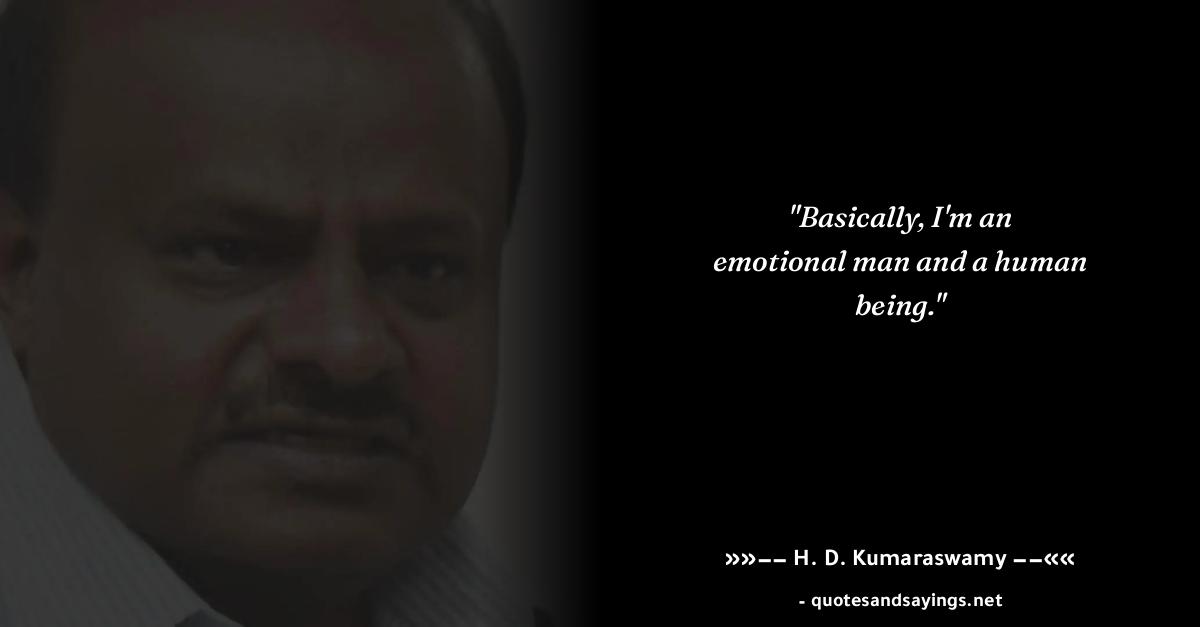 "Basically, I'm an
emotional man and a human
being."
»»−− H. D. Kumaraswamy −−««
- quotesandsayings.net